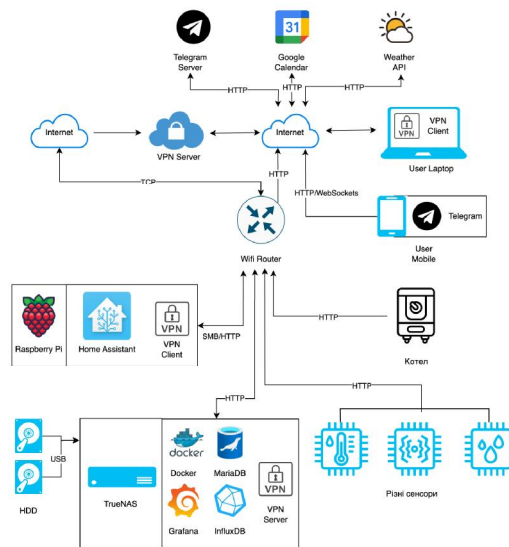 Telegram
Server
Google
Calendar
Weather
API
31
HTTP
HTTP
HTTP
Internet
VPN Server
Internet
VPN
VPN
Client
User Laptop
TCP
HTTP
HTTP/WebSockets
Telegram
User
Mobile
Wifi Router
Raspberry Pi
Home Assistant
VPN
VPN
Client
SMB/HTTP
HTTP
Котел
HTTP
HTTP
HDD
USB
TrueNAS
docker
Docker
MariaDB
Grafana
InfluxDB
VPN
VPN
Server
Різні сенсори